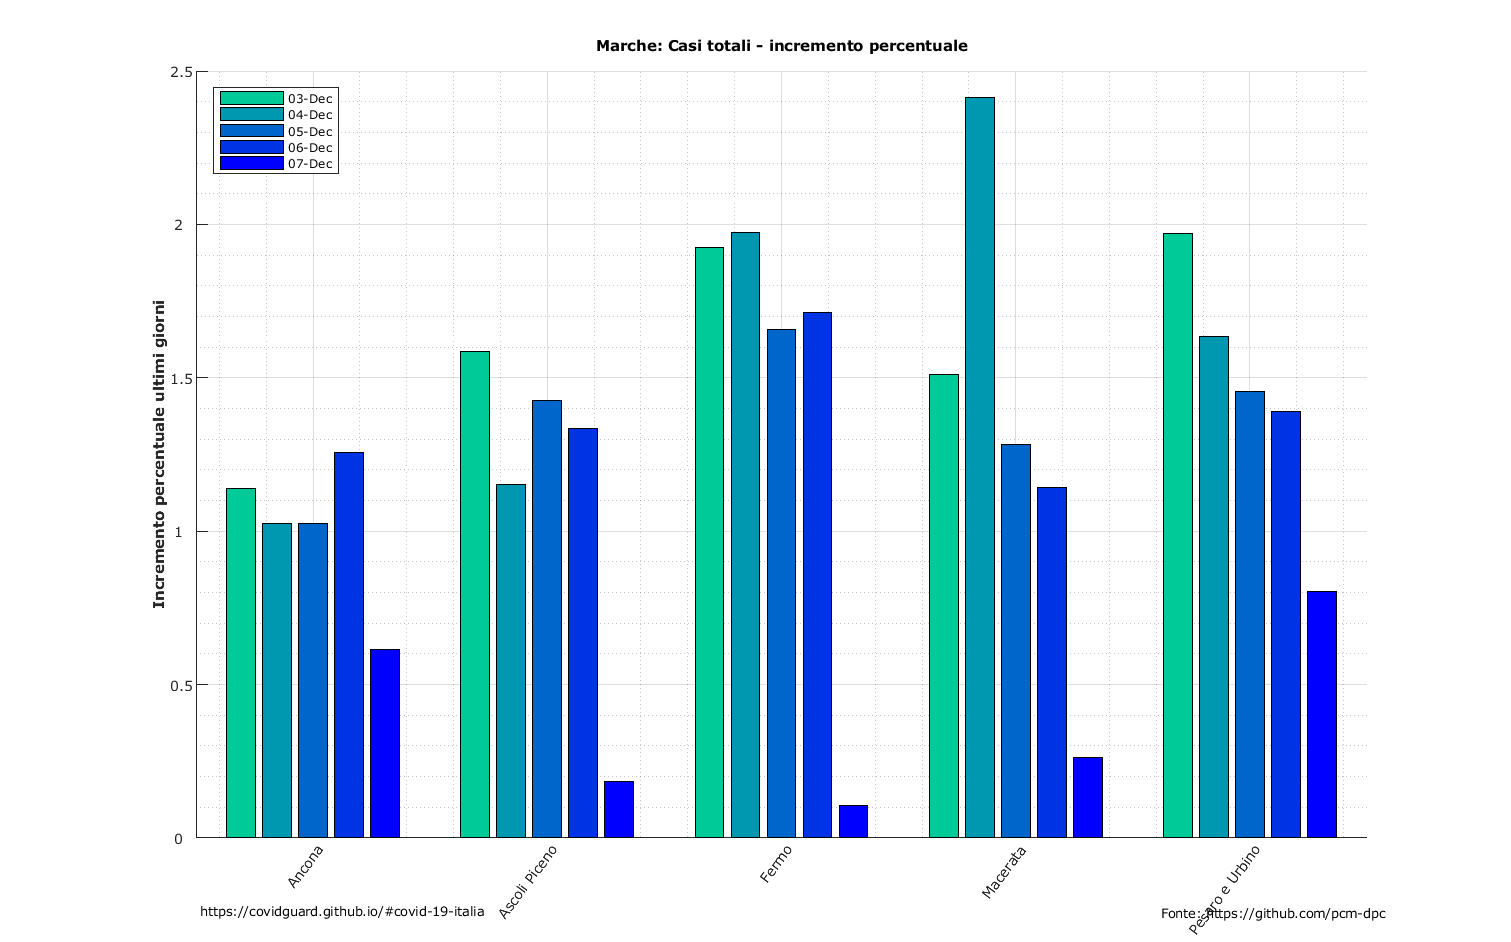 Marche: Casi totali - incremento percentuale
2.5
2
1.5
1
0.5
0
Incremento percentuale ultimi giorni
03-Dec
04-Dec
05-Dec
06-Dec
07-Dec
Ancona
Ascoli Piceno
Fermo
Macerata
Pesaro e Urbino
https://covidguard.github.io/#covid-19-italia
Fonte: https://github.com/pcm-dpc